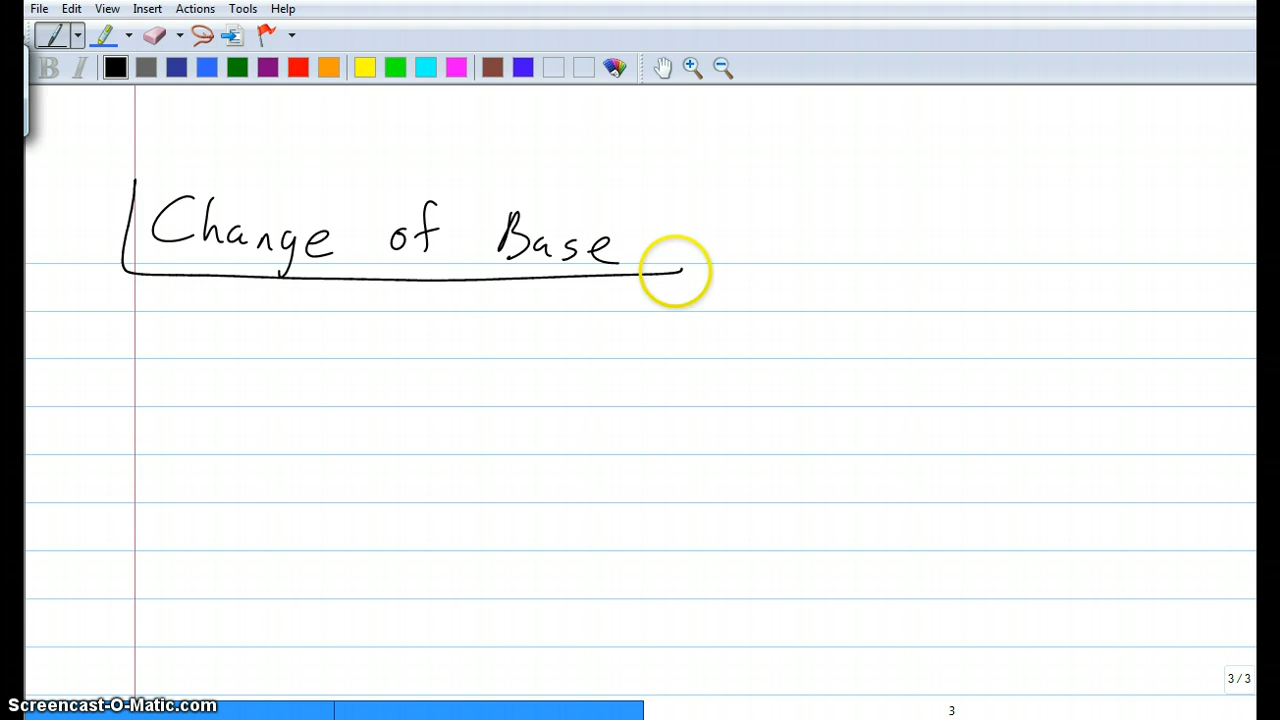 File Edit View Insert Actions Tools Help
B I
Change of Base
3/3
Screencast-O-Matic.com
3